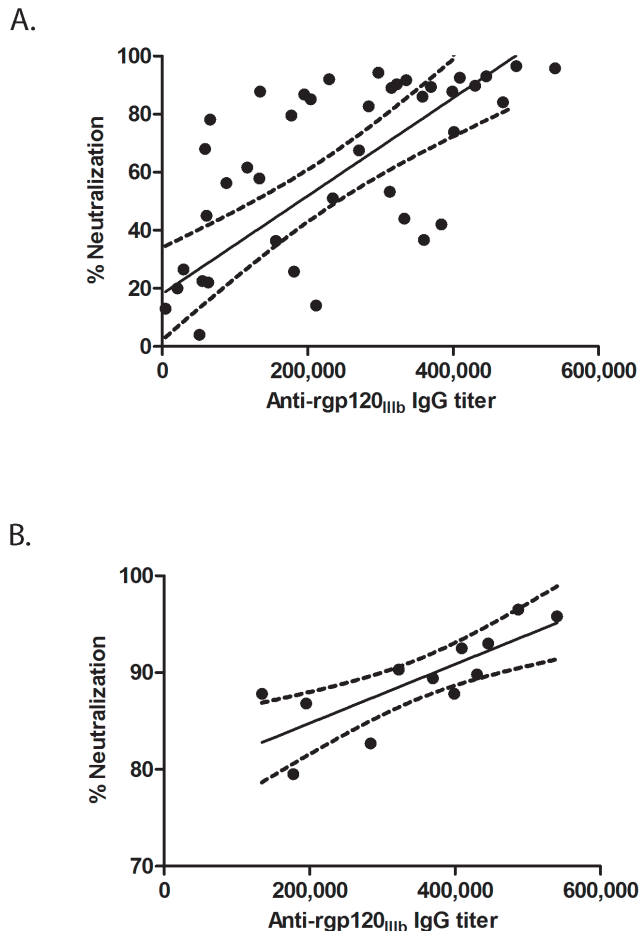 A.
100
80
60
40
20
0
% Neutralization
0 200,000 400,000 600,000
Anti-rgp120IIIb IgG titer
B.
100
90
80
70
% Neutralization
0 200,000 400,000 600,000
Anti-rgp120IIIb IgG titer